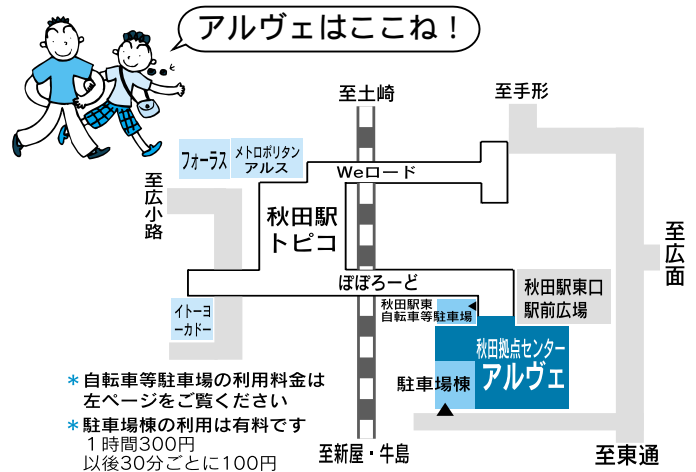 アルヴェはここね！
至土崎
至手形
フォーラス
メトロポリタン
アルス
Weロード
至広小路
秋田駅
トピコ
至広面
ぽぽろーど
秋田駅東口
駅前広場
イトーヨ
ーカドー
秋田駅東
自転車等駐車場
秋田拠点センター
アルヴェ
駐車場棟
＊自転車等駐車場の利用料金は
左ページをご覧ください
＊駐車場棟の利用は有料です
１時間300円
以後30分ごとに100円
至新屋・牛島
至東通